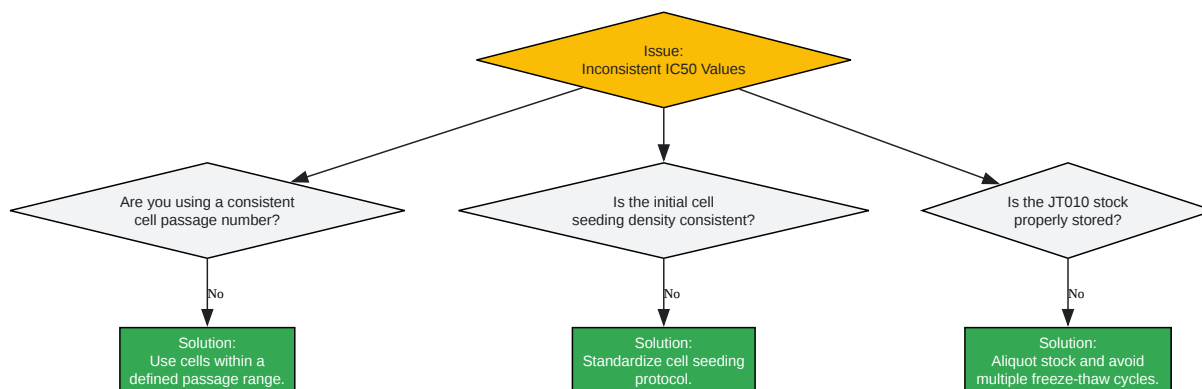 Issue:
Inconsistent IC50 Values
Are you using a consistent
cell passage number?
Is the initial cell
seeding density consistent?
Is the JT010 stock
properly stored?
No
No
No
Solution:
Use cells within a
defined passage range.
Solution:
Standardize cell seeding
protocol.
Solution:
Aliquot stock and avoid
multiple freeze-thaw cycles.